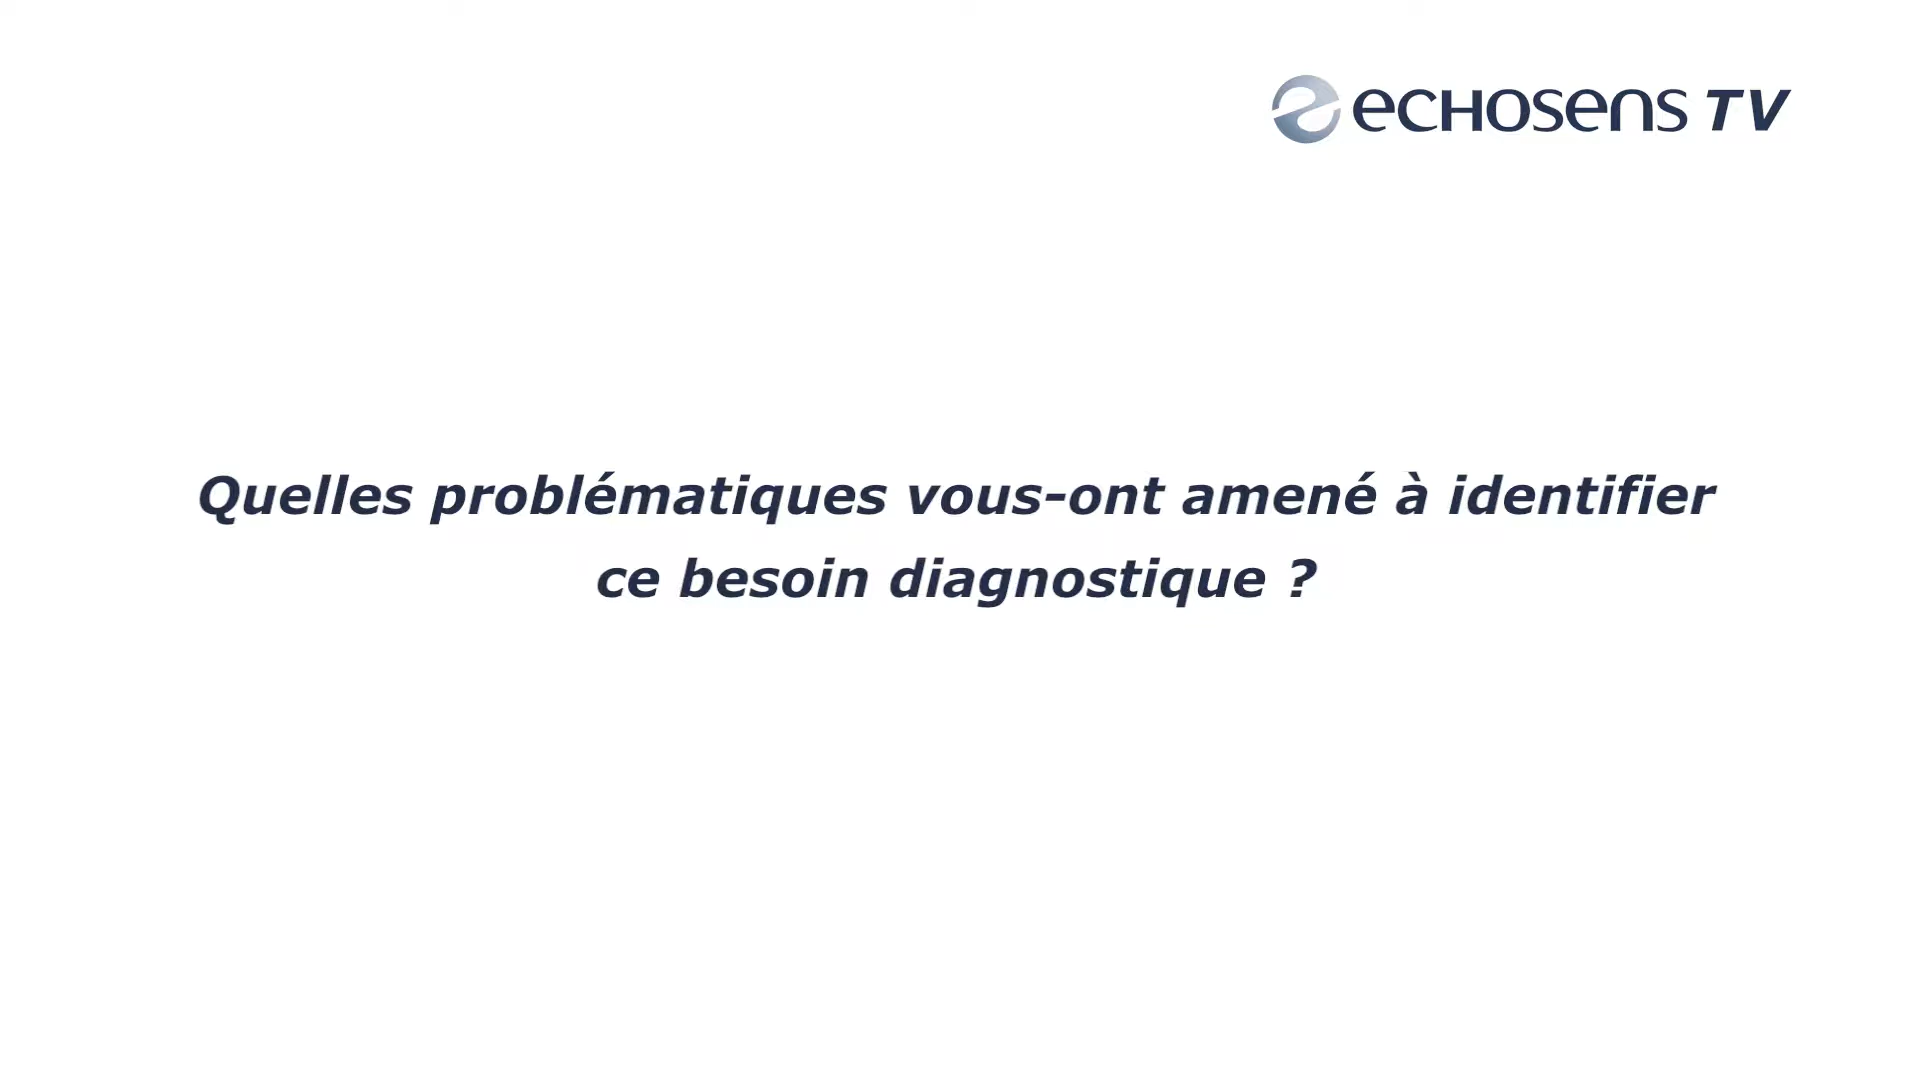 echosens TV
Quelles problématiques vous-ont amené à identifier
ce besoin diagnostique ?